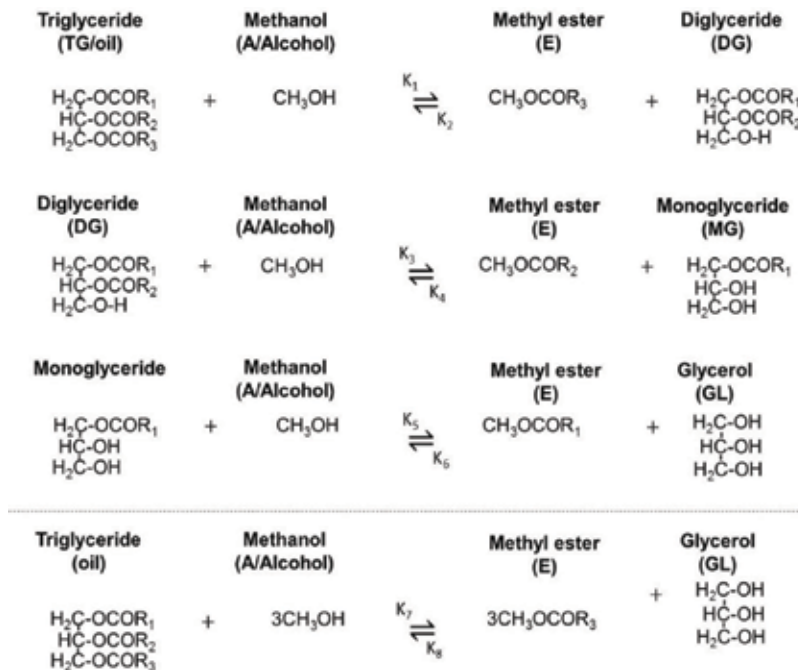 Triglyceride Methanol Methyl ester Diglyceride
(TG/oil) (A/Alcohol) (E) (DG)
H₂C-OCOR₁ + CH₃OH K₁ ⇌ K₂ CH₃OCOR₃ + H₂C-OCOR₁
HC-OCOR₂ HC-OCOR₂
H₂C-OCOR₃ H₂C-O-H
Diglyceride Methanol Methyl ester Monoglyceride
(DG) (A/Alcohol) (E) (MG)
H₂C-OCOR₁ + CH₃OH K₃ ⇌ K₄ CH₃OCOR₂ + H₂C-OCOR₁
HC-OCOR₂ HC-OH
H₂C-O-H H₂C-OH
Monoglyceride Methanol Methyl ester Glycerol
(A/Alcohol) (E) (GL)
H₂C-OCOR₁ + CH₃OH K₅ ⇌ K₆ CH₃OCOR₁ + H₂C-OH
HC-OH HC-OH
H₂C-OH H₂C-OH
Triglyceride Methanol Methyl ester Glycerol
(oil) (A/Alcohol) (E) (GL)
H₂C-OCOR₁ + 3CH₃OH K₇ ⇌ K₈ 3CH₃OCOR₃ + H₂C-OH
HC-OCOR₂ HC-OH
H₂C-OCOR₃ H₂C-OH